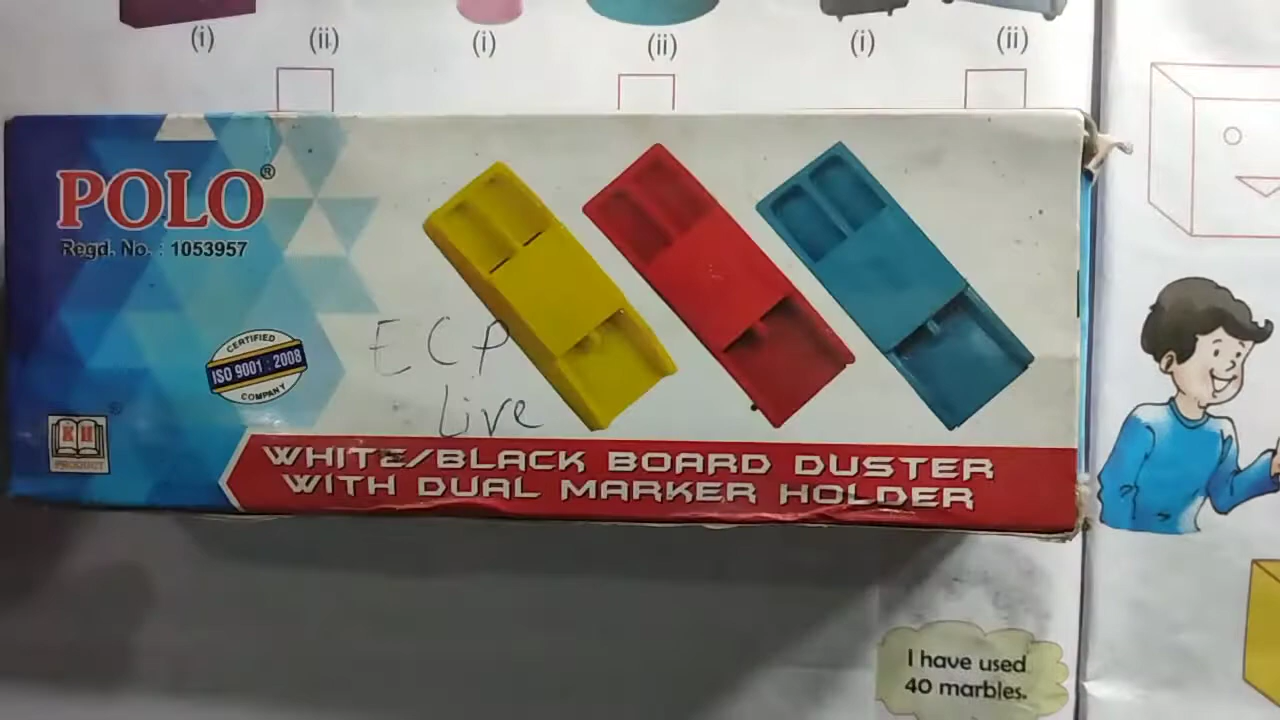 (i) (ii) (i) (ii) (i) (ii)
POLO®
Regd. No. : 1053957
CERTIFIED
ISO 9001 : 2008
COMPANY
ECP
Live
PRODUCT
WHITE/BLACK BOARD DUSTER
WITH DUAL MARKER HOLDER
I have used
40 marbles.